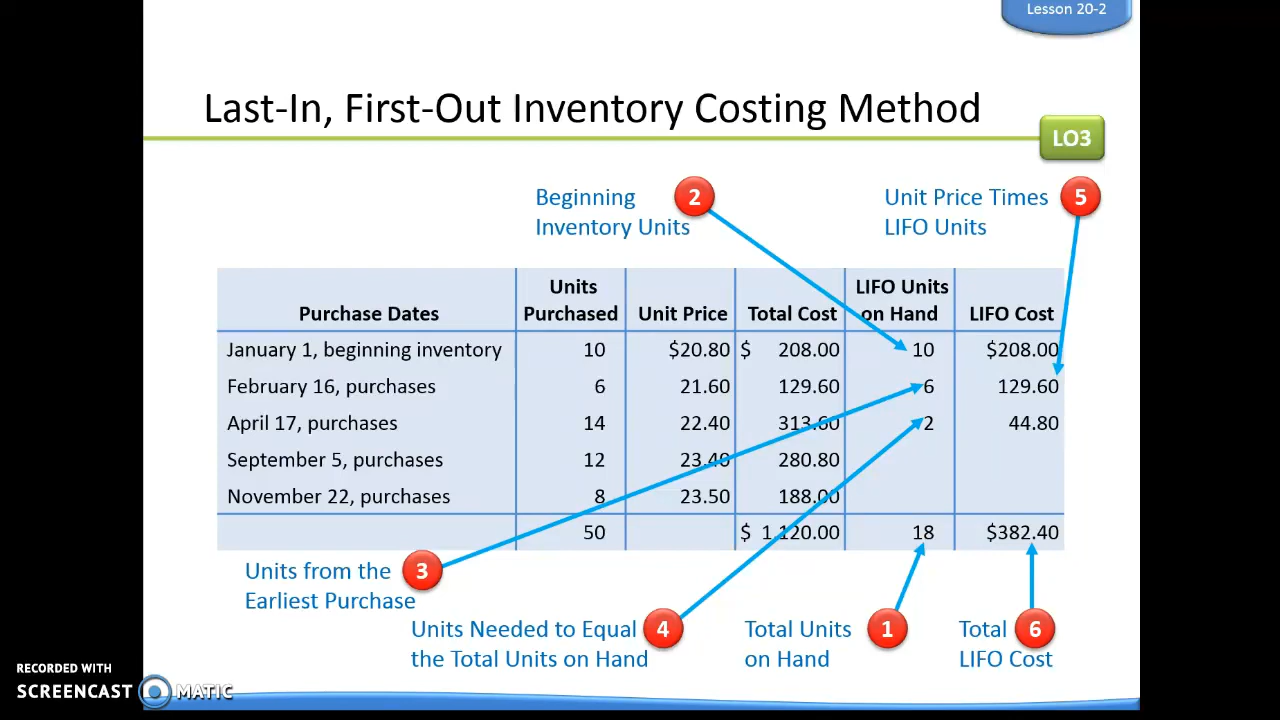 Lesson 20-2
Last-In, First-Out Inventory Costing Method
LO3
Beginning
Inventory Units
2
Unit Price Times
LIFO Units
5
Purchase Dates Units Purchased Unit Price Total Cost LIFO Units on Hand LIFO Cost
January 1, beginning inventory 10 $20.80 $ 208.00 10 $208.00
February 16, purchases 6 21.60 129.60 6 129.60
April 17, purchases 14 22.40 313.60 2 44.80
September 5, purchases 12 23.40 280.80
November 22, purchases 8 23.50 188.00
50 $ 1,120.00 18 $382.40
Units from the
Earliest Purchase
3
Units Needed to Equal
the Total Units on Hand
4
Total Units
on Hand
1
Total
LIFO Cost
6
RECORDED WITH
SCREENCAST MATIC